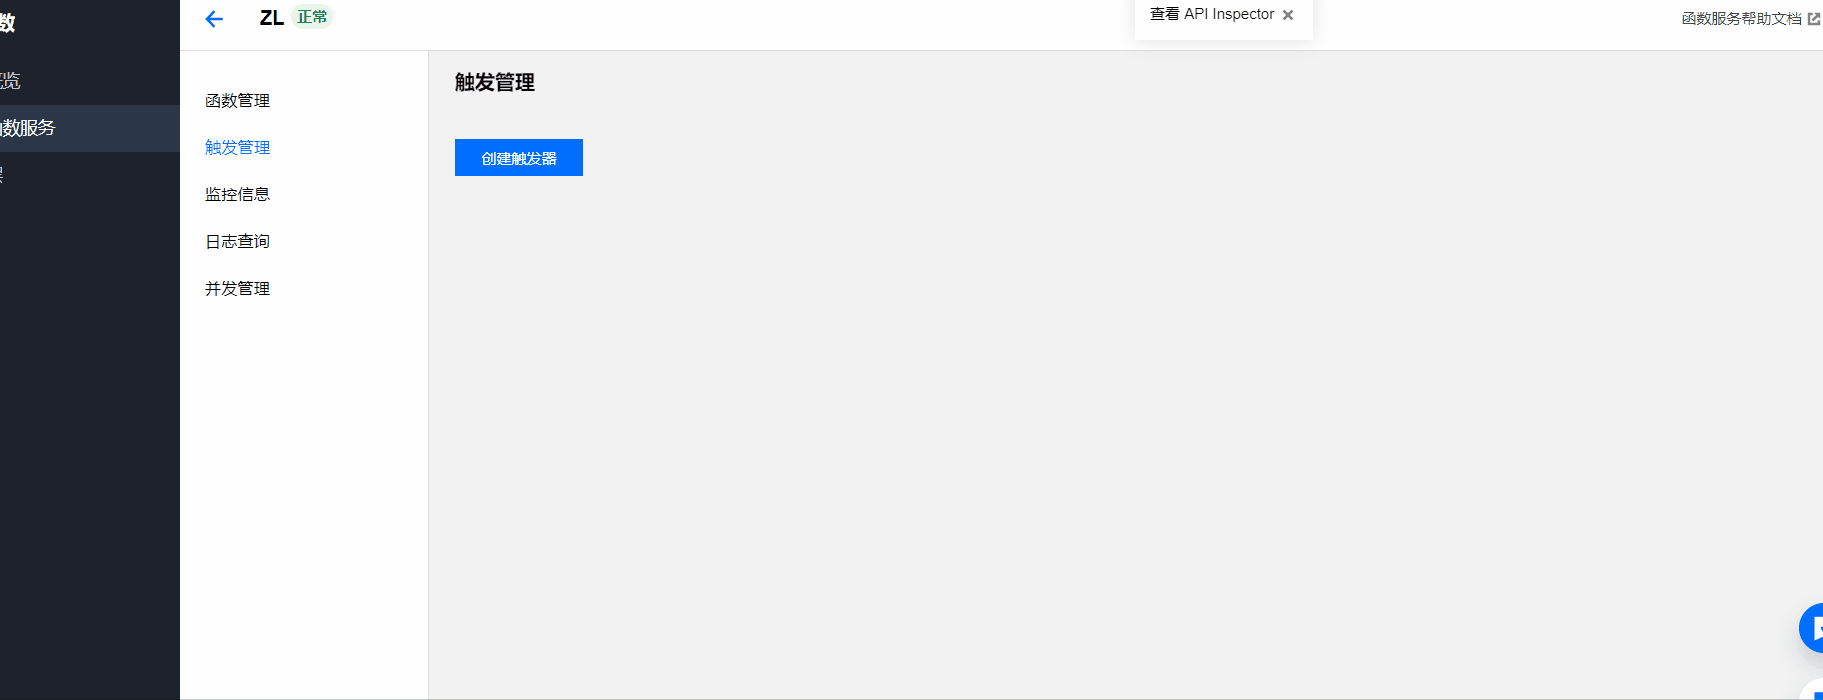 数
ZL 正常
查看 API Inspector
函数服务帮助文档
览
数服务
函数管理
触发管理
监控信息
日志查询
并发管理
触发管理
创建触发器